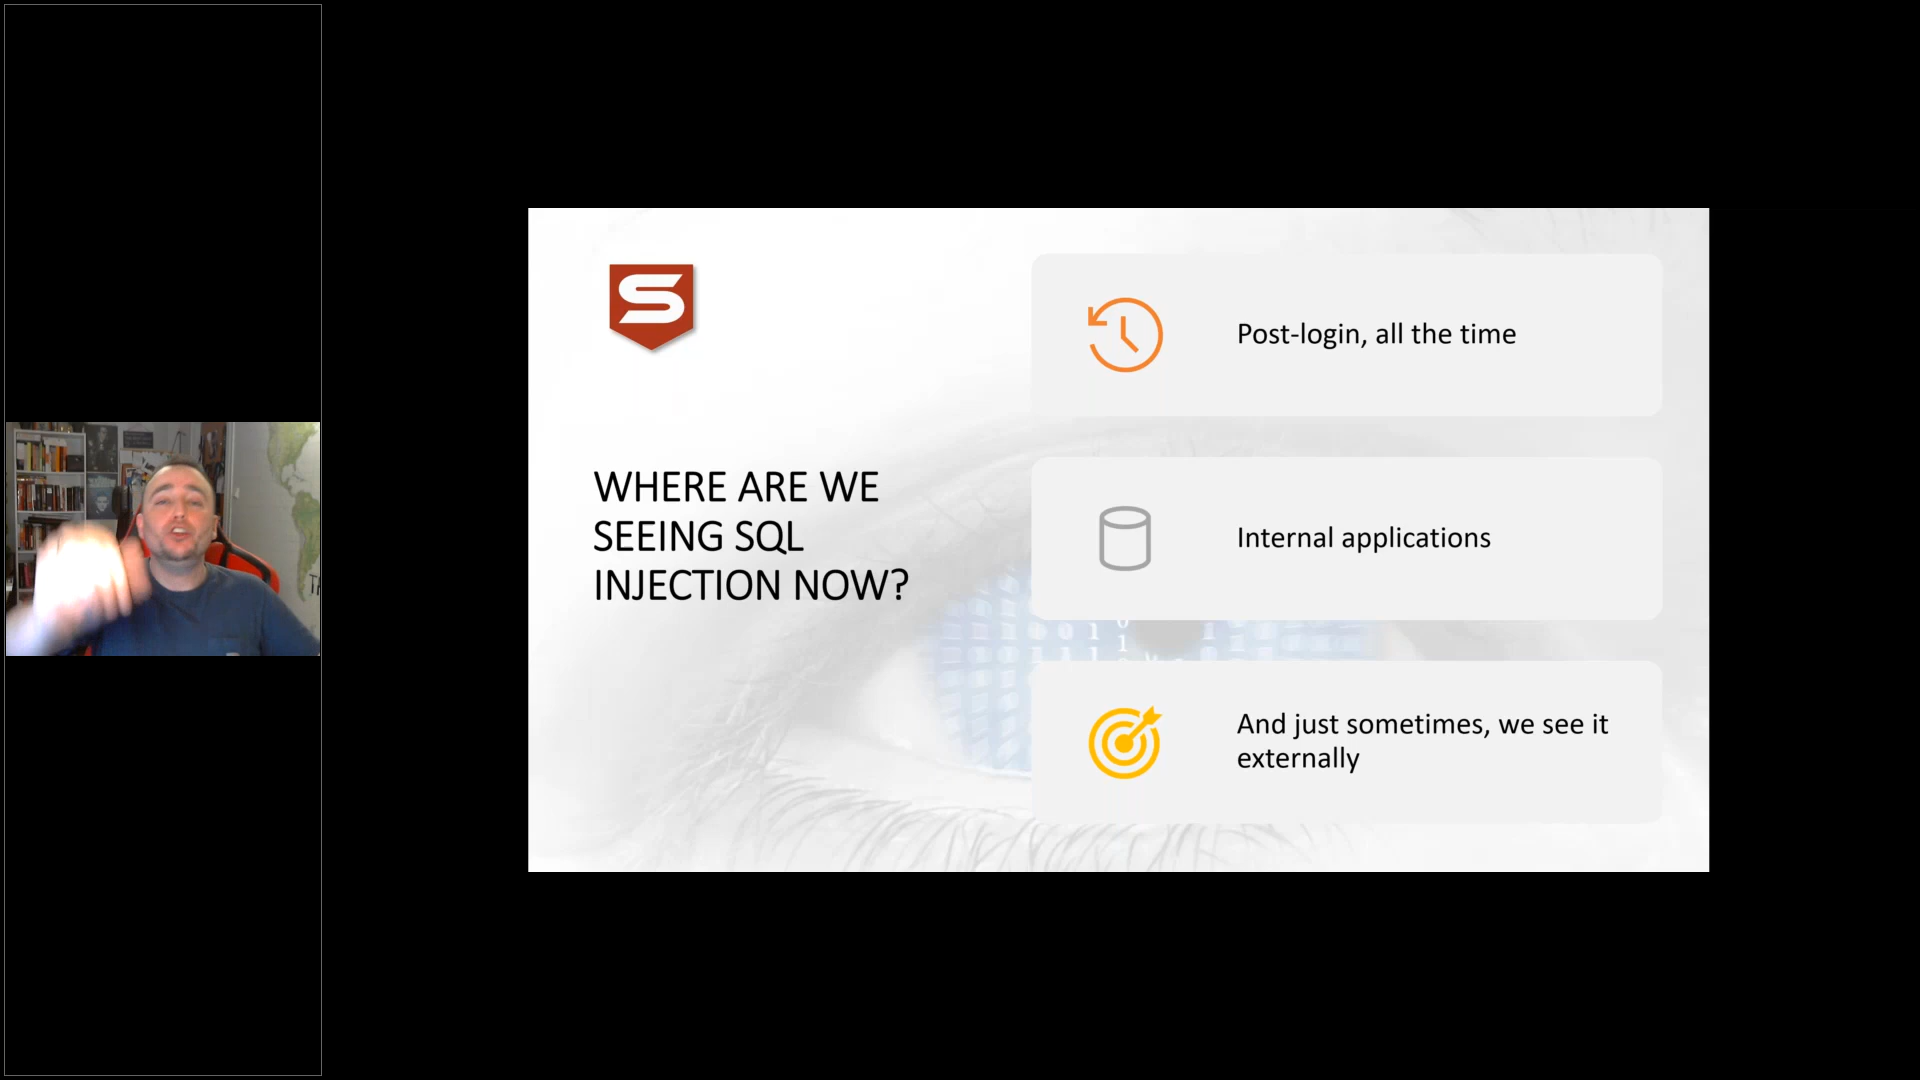 S
WHERE ARE WE
SEEING SQL
INJECTION NOW?
Post-login, all the time
Internal applications
And just sometimes, we see it
externally